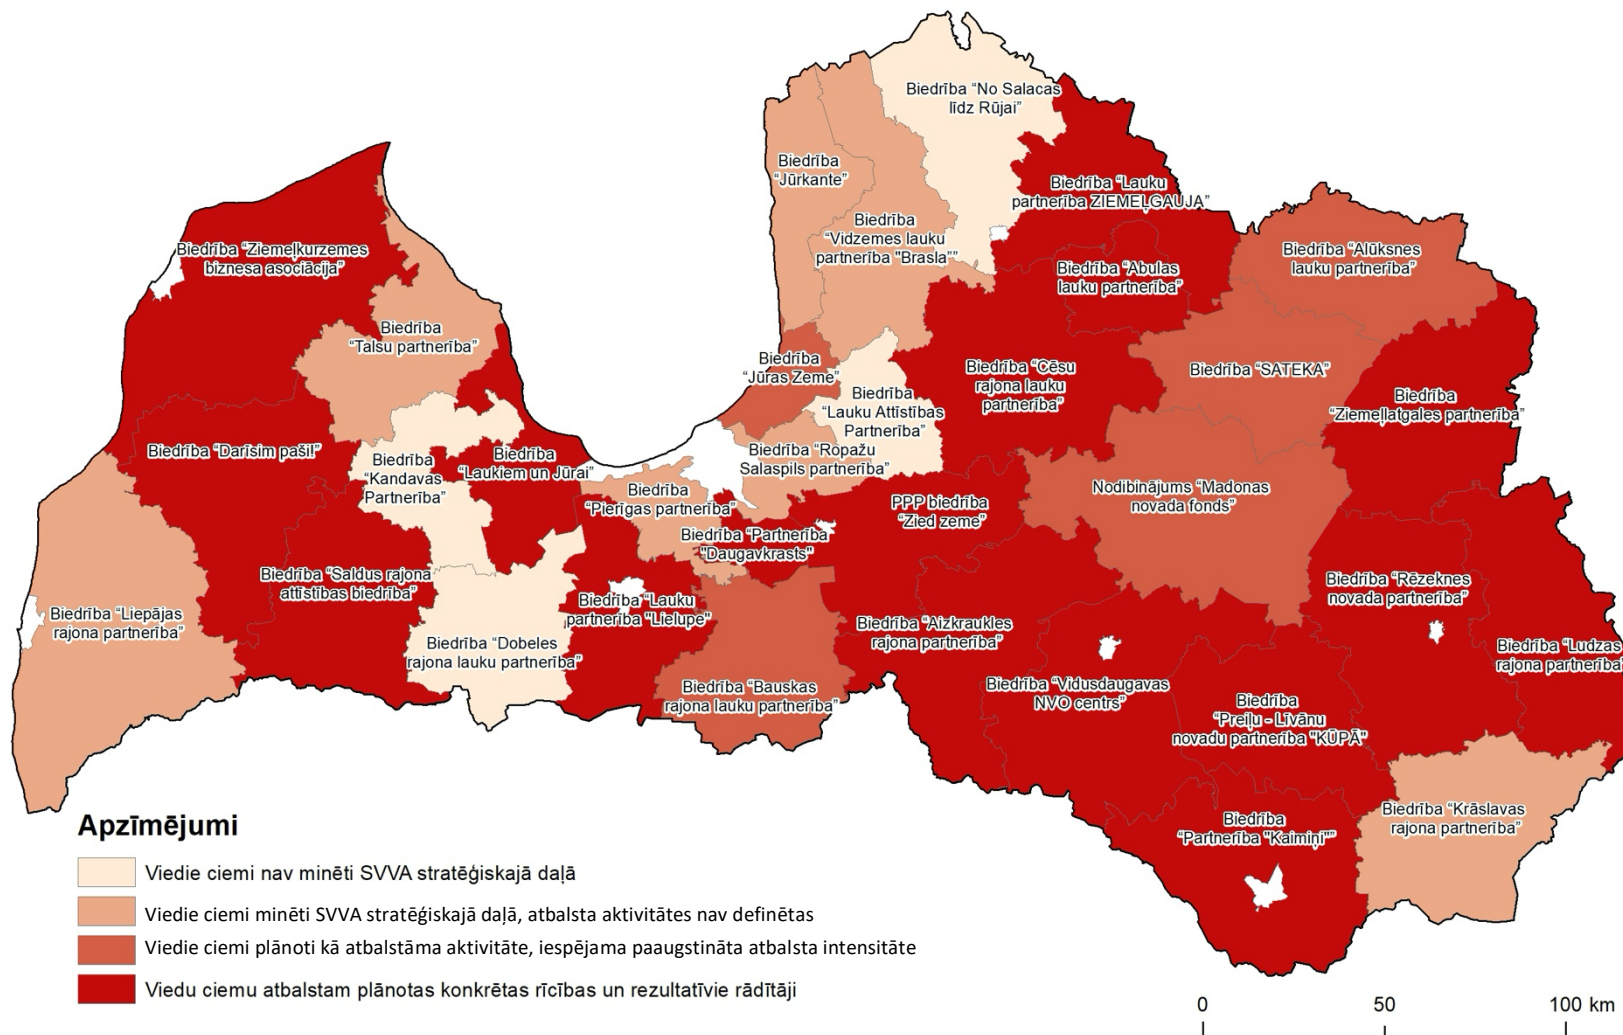 Biedrība “No Salacas
līdz Rūjai”
Biedrība
“Jūrkante”
Biedrība “Lauku
partnerība ZIEMEĻGAUJA”
Biedrība
“Vidzemes lauku
partnerība "Brasla"”
Biedrība “Ziemeļkurzemes
biznesa asociācija”
Biedrība “Abulas
lauku partnerība”
Biedrība “Alūksnes
lauku partnerība”
Biedrība
“Talsu partnerība”
Biedrība
“Jūras Zeme”
Biedrība “Cēsu
rajona lauku
partnerība”
Biedrība “SATEKA”
Biedrība
“Lauku Attīstības
Partnerība”
Biedrība
“Ziemeļlatgales partnerība”
Biedrība “Darīsim paši!”
Biedrība
“Kandavas
Partnerība”
Biedrība
“Laukiem un Jūrai”
Biedrība “Ropažu
Salaspils partnerība”
Biedrība
“Pierīgas partnerība”
PPP biedrība
“Zied zeme”
Nodibinājums “Madonas
novada fonds”
Biedrība “Partnerība
"Daugavkrasts"
Biedrība “Saldus rajona
attīstības biedrība”
Biedrība “Rēzeknes
novada partnerība”
Biedrība “Liepājas
rajona partnerība”
Biedrība “Lauku
partnerība "Lielupe"
Biedrība “Aizkraukles
rajona partnerība”
Biedrība “Dobeles
rajona lauku partnerība”
Biedrība “Ludzas
rajona partnerība”
Biedrība “Bauskas
rajona lauku partnerība”
Biedrība “Vidusdaugavas
NVO centrs”
Biedrība
“Preiļu - Līvānu
novadu partnerība "KŪPĀ"
Biedrība
“Partnerība "Kaimiņi"”
Biedrība “Krāslavas
rajona partnerība”
Apzīmējumi
Viedie ciemi nav minēti SVVA stratēģiskajā daļā
Viedie ciemi minēti SVVA stratēģiskajā daļā, atbalsta aktivitātes nav definētas
Viedie ciemi plānoti kā atbalstāma aktivitāte, iespējama paaugstināta atbalsta intensitāte
Viedu ciemu atbalstam plānotas konkrētas rīcības un rezultatīvie rādītāji
0 50 100 km